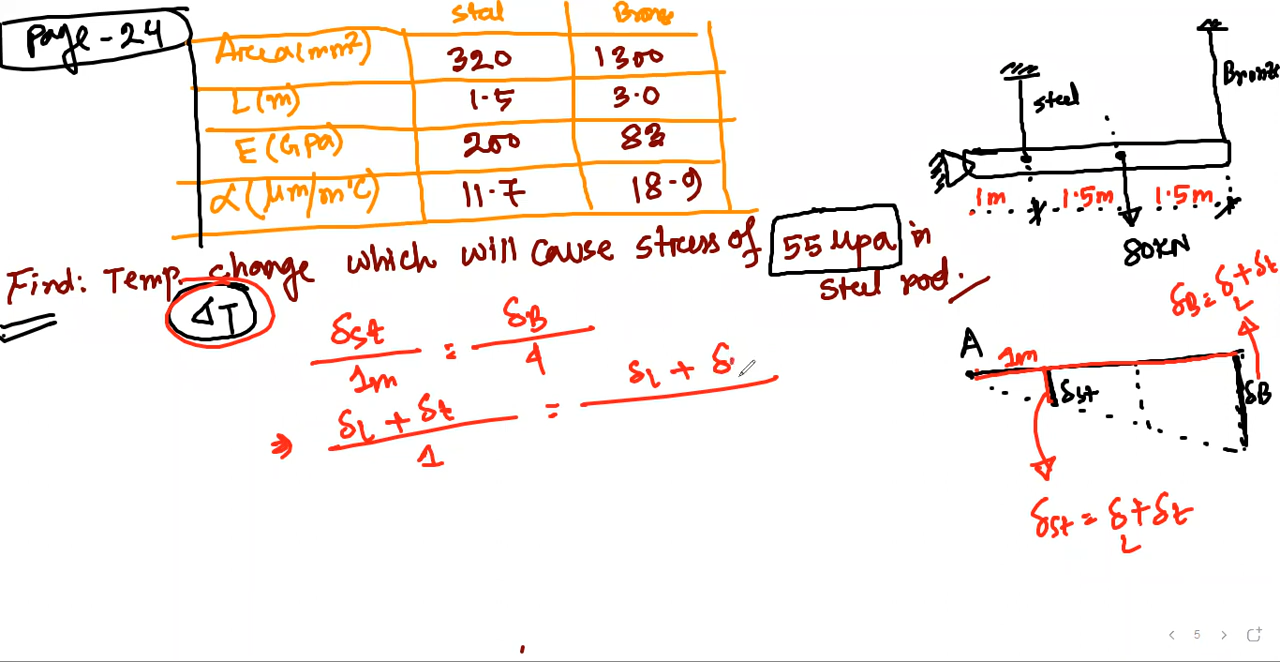 Page - 24
Steel Bronze
Area(mm²) 320 1300
L(m) 1.5 3.0
E(GPa) 200 83
α(μm/m°C) 11.7 18.9
steel
Bronze
1m 1.5m 1.5m
80KN
Find: Temp. change which will cause stress of 55 Mpa in
steel rod.
ΔT
δst/1m = δB/4
⇒ (δL + δt)/1 = δL + δ
δB = δL + δt
A 1m δst δB
δst = δL + δt
5